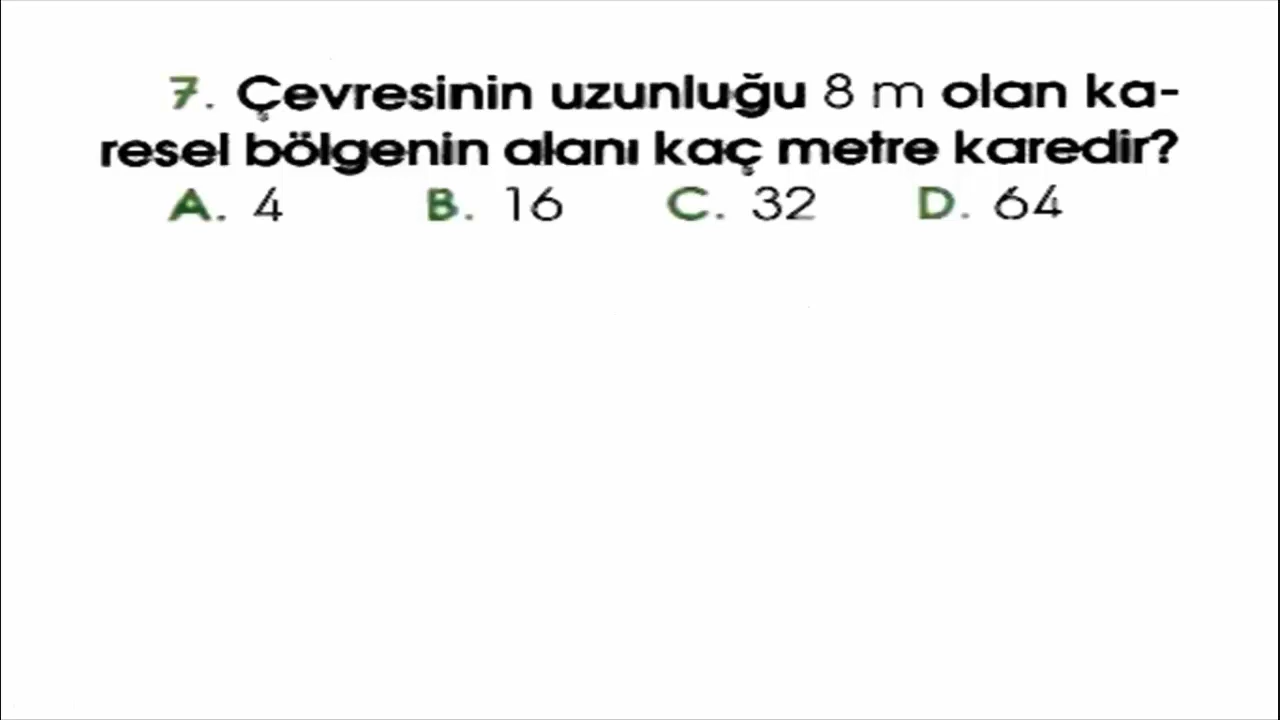 7. Çevresinin uzunluğu 8 m olan ka-
resel bölgenin alanı kaç metre karedir?
A. 4 B. 16 C. 32 D. 64